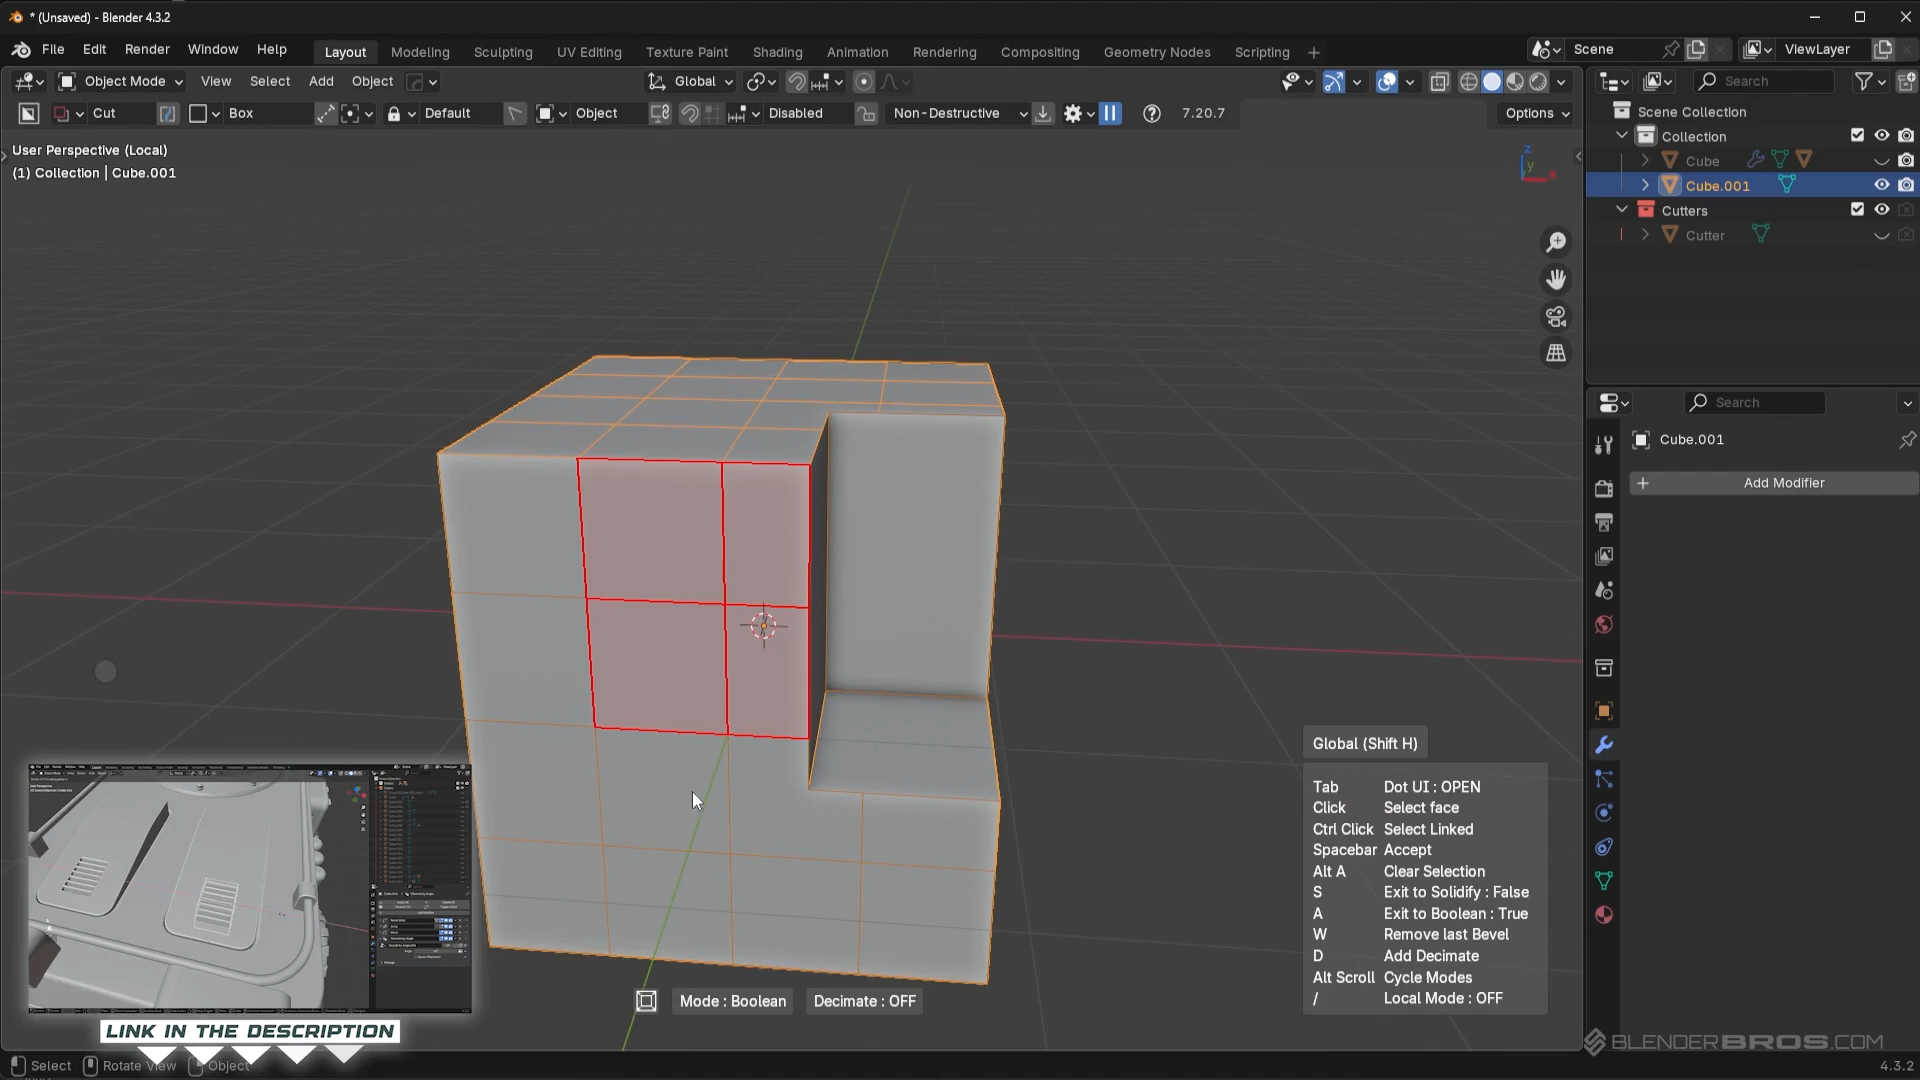 * (Unsaved) - Blender 4.3.2
File Edit Render Window Help
Layout Modeling Sculpting UV Editing Texture Paint Shading Animation Rendering Compositing Geometry Nodes Scripting +
Scene
ViewLayer
Object Mode View Select Add Object
Global
Search
Cut Box Default Object Disabled Non-Destructive 7.20.7
Options
User Perspective (Local)
(1) Collection | Cube.001
Z
Y
X
Scene Collection
Collection
Cube
Cube.001
Cutters
Cutter
Search
Cube.001
+ Add Modifier
Global (Shift H)
Tab Dot UI : OPEN
Click Select face
Ctrl Click Select Linked
Spacebar Accept
Alt A Clear Selection
S Exit to Solidify : False
A Exit to Boolean : True
W Remove last Bevel
D Add Decimate
Alt Scroll Cycle Modes
/ Local Mode : OFF
Mode : Boolean
Decimate : OFF
LINK IN THE DESCRIPTION
BLENDERBROS.COM
Select Rotate View Object
4.3.2